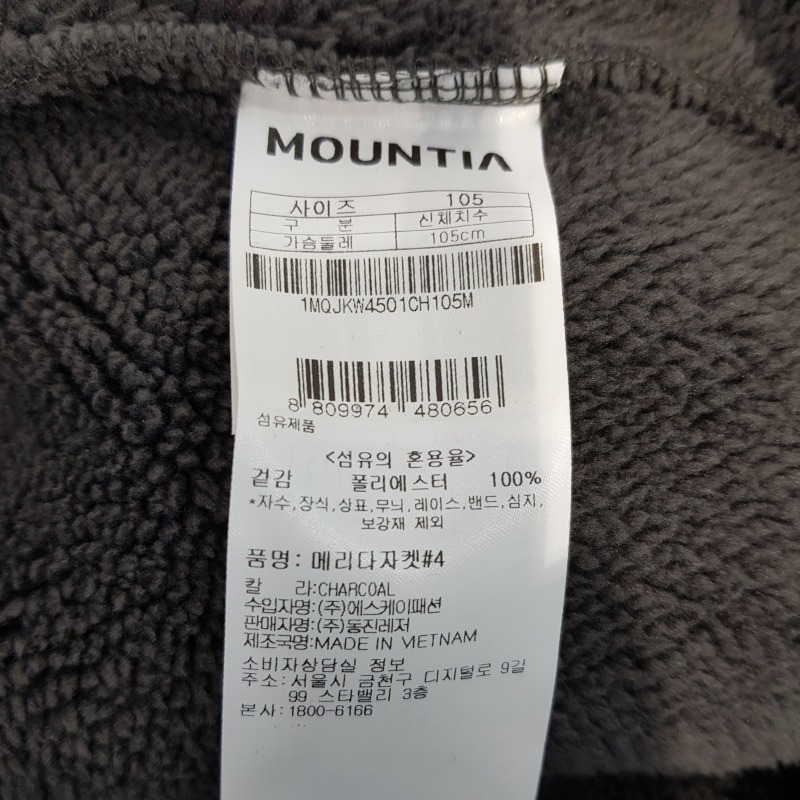 MOUNTIA
사이즈 105
구 분 신체치수
가슴둘레 105cm
1MQJKW4501CH105M
8 809974 480656
섬유제품
<섬유의 혼용율>
겉감 폴리에스터 100%
*자수,장식,상표,무늬,레이스,밴드,심지,
보강재 제외
품명: 메리다자켓#4
칼 라:CHARCOAL
수입자명:(주)에스케이패션
판매자명:(주)동진레저
제조국명:MADE IN VIETNAM
소비자상담실 정보
주소:서울시 금천구 디지털로 9길
99 스타밸리 3층
본사:1800-6166